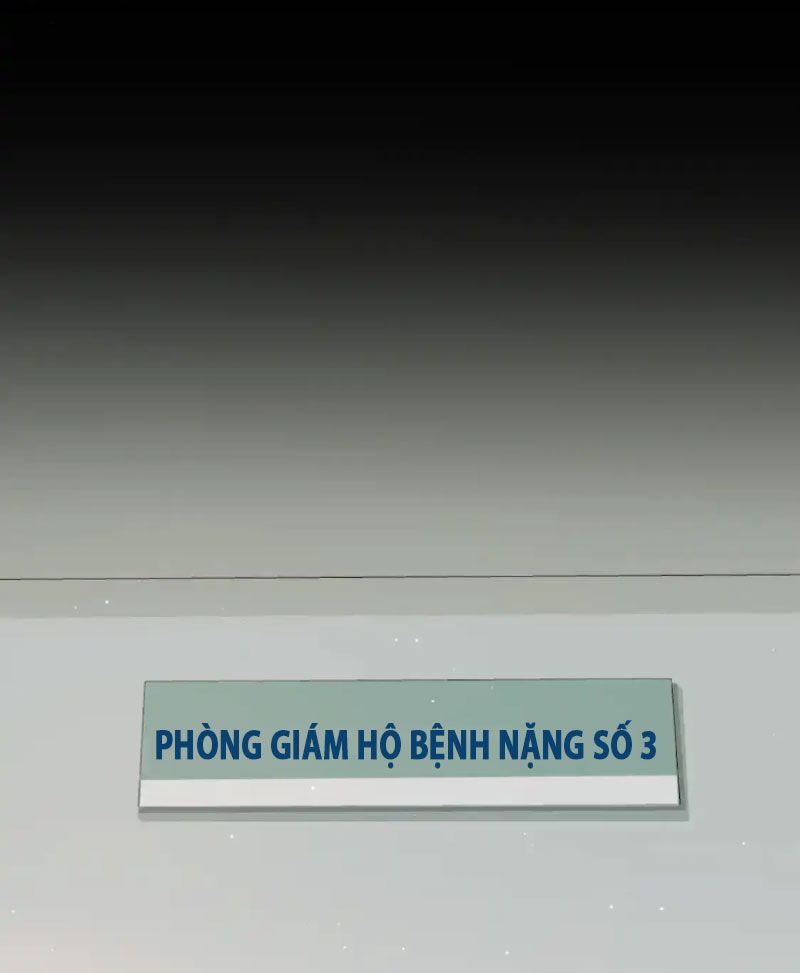 PHÒNG GIÁM HỘ BỆNH NẶNG SỐ 3